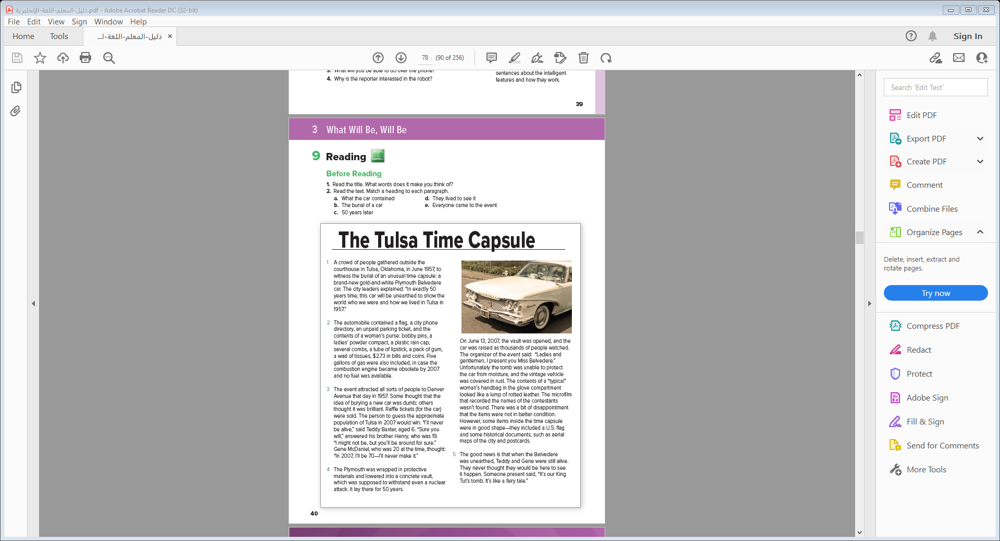 دليل-المعلم-اللغة-الإنجليزية.pdf - Adobe Acrobat Reader DC (32-bit)
File Edit View Sign Window Help
Home Tools دليل-المعلم-اللغة-ا... × Sign In
78 (90 of 256)
3. What will you be able to do over the phone?
4. Why is the reporter interested in the robot?
sentences about the intelligent
features and how they work.
39
3 What Will Be, Will Be
9 Reading
Before Reading
1. Read the title. What words does it make you think of?
2. Read the text. Match a heading to each paragraph.
a. What the car contained
b. The burial of a car
c. 50 years later
d. They lived to see it
e. Everyone came to the event
The Tulsa Time Capsule
1 A crowd of people gathered outside the
courthouse in Tulsa, Oklahoma, in June 1957, to
witness the burial of an unusual time capsule: a
brand-new gold-and-white Plymouth Belvedere
car. The city leaders explained: “In exactly 50
years time, this car will be unearthed to show the
world who we were and how we lived in Tulsa in
1957.”
2 The automobile contained a flag, a city phone
directory, an unpaid parking ticket, and the
contents of a woman’s purse: bobby pins, a
ladies’ powder compact, a plastic rain cap,
several combs, a tube of lipstick, a pack of gum,
a wad of tissues, $2.73 in bills and coins. Five
gallons of gas were also included, in case the
combustion engine became obsolete by 2007
and no fuel was available.
3 The event attracted all sorts of people to Denver
Avenue that day in 1957. Some thought that the
idea of burying a new car was dumb; others
thought it was brilliant. Raffle tickets (for the car)
were sold. The person to guess the approximate
population of Tulsa in 2007 would win. “I’ll never
be alive,” said Teddy Baxter, aged 6. “Sure you
will,” answered his brother Henry, who was 19.
“I might not be, but you’ll be around for sure.”
Gene McDaniel, who was 20 at the time, thought:
“In 2007, I’ll be 70—I’ll never make it.”
4 The Plymouth was wrapped in protective
materials and lowered into a concrete vault,
which was supposed to withstand even a nuclear
attack. It lay there for 50 years.
On June 13, 2007, the vault was opened, and the
car was raised as thousands of people watched.
The organizer of the event said: “Ladies and
gentlemen, I present you Miss Belvedere.”
Unfortunately the tomb was unable to protect
the car from moisture, and the vintage vehicle
was covered in rust. The contents of a “typical”
woman’s handbag in the glove compartment
looked like a lump of rotted leather. The microfilm
that recorded the names of the contestants
wasn’t found. There was a bit of disappointment
that the items were not in better condition.
However, some items inside the time capsule
were in good shape—they included a U.S. flag
and some historical documents, such as aerial
maps of the city and postcards.
5 The good news is that when the Belvedere
was unearthed, Teddy and Gene were still alive.
They never thought they would be here to see
it happen. Someone present said, “It’s our King
Tut’s tomb. It’s like a fairy tale.”
40
Search 'Edit Text'
Edit PDF
Export PDF
Create PDF
Comment
Combine Files
Organize Pages
Delete, insert, extract and
rotate pages.
Try now
Compress PDF
Redact
Protect
Adobe Sign
Fill & Sign
Send for Comments
More Tools